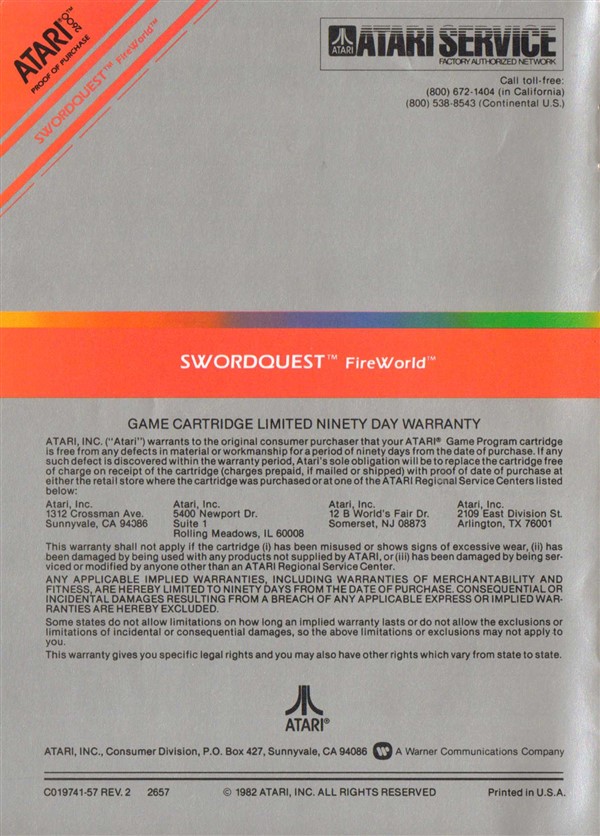 ATARI® 2600™
PROOF OF PURCHASE
SWORDQUEST™ FireWorld™
ATARI
ATARI SERVICE
FACTORY AUTHORIZED NETWORK
Call toll-free:
(800) 672-1404 (in California)
(800) 538-8543 (Continental U.S.)
SWORDQUEST™ FireWorld™
GAME CARTRIDGE LIMITED NINETY DAY WARRANTY
ATARI, INC. ("Atari") warrants to the original consumer purchaser that your ATARI® Game Program cartridge
is free from any defects in material or workmanship for a period of ninety days from the date of purchase. If any
such defect is discovered within the warranty period, Atari's sole obligation will be to replace the cartridge free
of charge on receipt of the cartridge (charges prepaid, if mailed or shipped) with proof of date of purchase at
either the retail store where the cartridge was purchased or at one of the ATARI Regional Service Centers listed
below:
Atari, Inc.
1312 Crossman Ave.
Sunnyvale, CA 94086
Atari, Inc.
5400 Newport Dr.
Suite 1
Rolling Meadows, IL 60008
Atari, Inc.
12 B World's Fair Dr.
Somerset, NJ 08873
Atari, Inc.
2109 East Division St.
Arlington, TX 76001
This warranty shall not apply if the cartridge (i) has been misused or shows signs of excessive wear, (ii) has
been damaged by being used with any products not supplied by ATARI, or (iii) has been damaged by being ser-
viced or modified by anyone other than an ATARI Regional Service Center.
ANY APPLICABLE IMPLIED WARRANTIES, INCLUDING WARRANTIES OF MERCHANTABILITY AND
FITNESS, ARE HEREBY LIMITED TO NINETY DAYS FROM THE DATE OF PURCHASE. CONSEQUENTIAL OR
INCIDENTAL DAMAGES RESULTING FROM A BREACH OF ANY APPLICABLE EXPRESS OR IMPLIED WAR-
RANTIES ARE HEREBY EXCLUDED.
Some states do not allow limitations on how long an implied warranty lasts or do not allow the exclusions or
limitations of incidental or consequential damages, so the above limitations or exclusions may not apply to
you.
This warranty gives you specific legal rights and you may also have other rights which vary from state to state.
ATARI®
ATARI, INC., Consumer Division, P.O. Box 427, Sunnyvale, CA 94086 A Warner Communications Company
C019741-57 REV. 2 2657 © 1982 ATARI, INC. ALL RIGHTS RESERVED Printed in U.S.A.